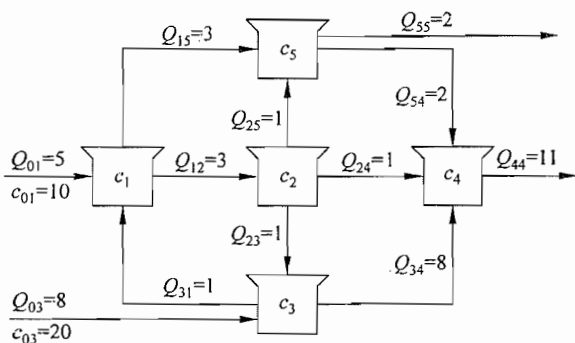 Q₅₅=2
Q₁₅=3
c₅
Q₅₄=2
Q₂₅=1
Q₀₁=5
c₀₁=10
c₁
Q₁₂=3
c₂
Q₂₄=1
c₄
Q₄₄=11
Q₂₃=1
Q₃₁=1
c₃
Q₃₄=8
Q₀₃=8
c₀₃=20